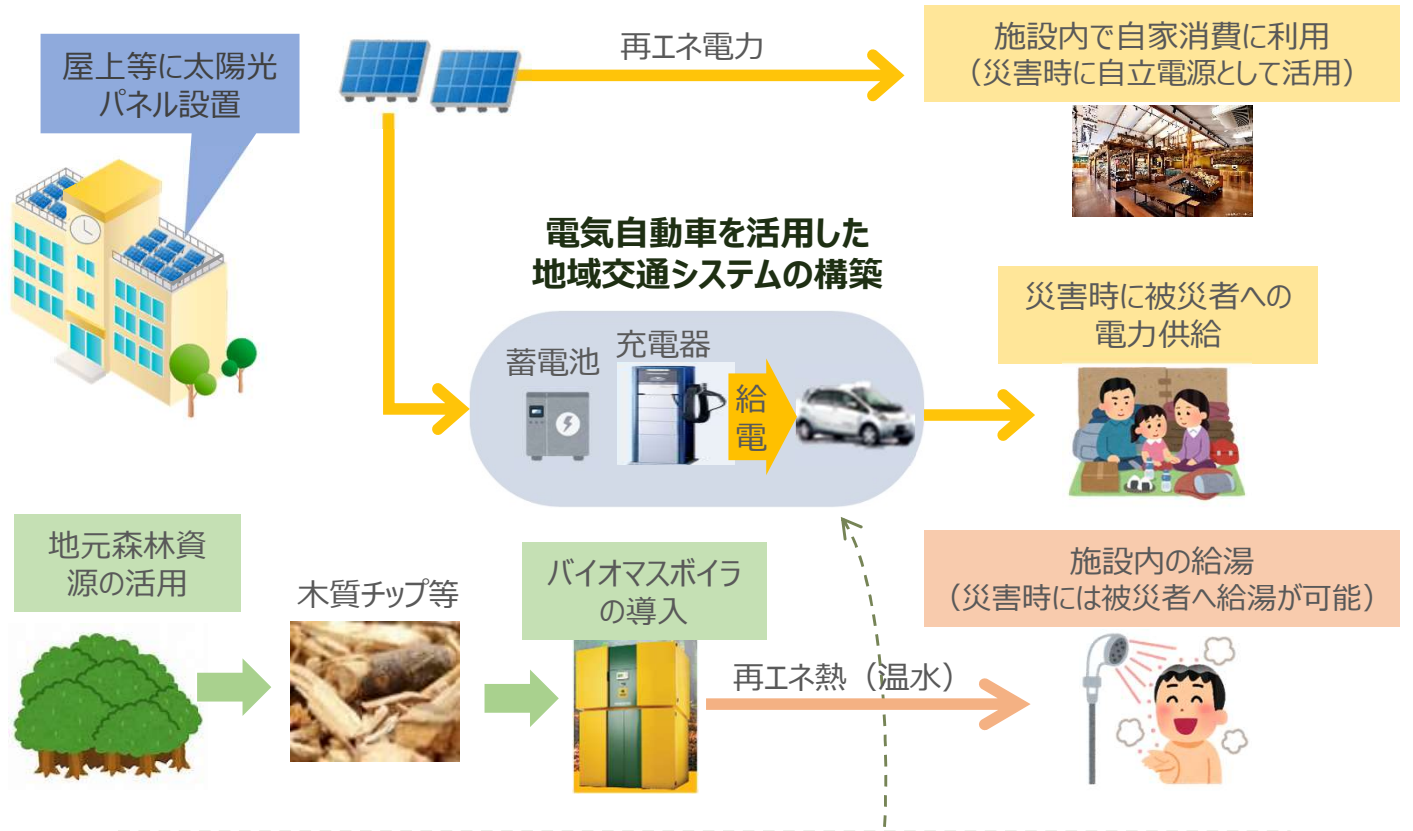 屋上等に太陽光
パネル設置
再エネ電力
施設内で自家消費に利用
（災害時に自立電源として活用）
電気自動車を活用した
地域交通システムの構築
蓄電池
充電器
給
電
災害時に被災者への
電力供給
地元森林資
源の活用
木質チップ等
バイオマスボイラ
の導入
再エネ熱（温水）
施設内の給湯
（災害時には被災者へ給湯が可能）